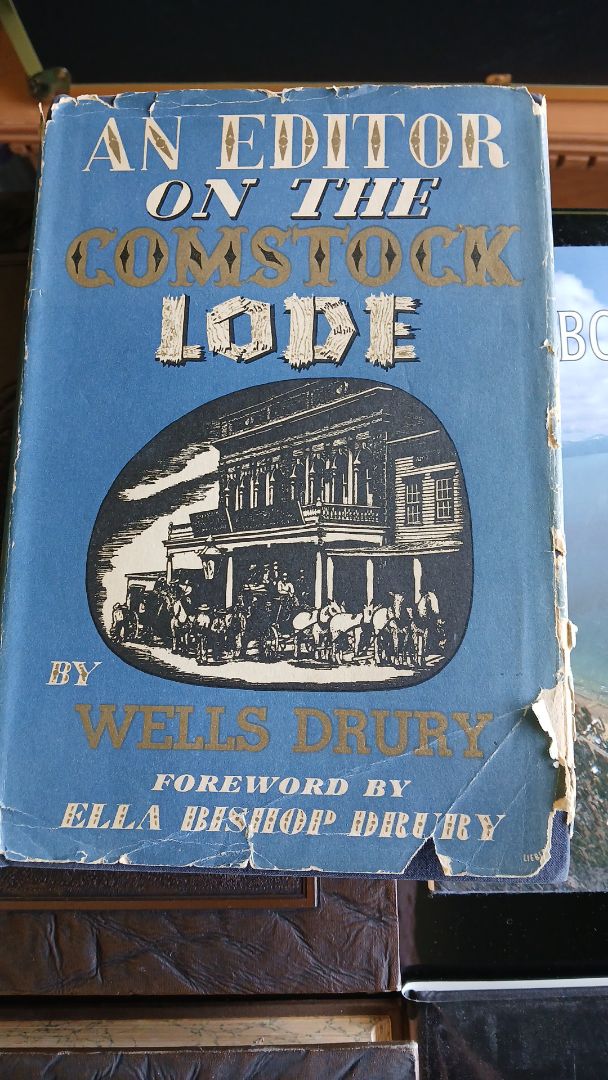 AN EDITOR
ON THE
COMSTOCK
LODE
BY
WELLS DRURY
FOREWORD BY
ELLA BISHOP DRURY